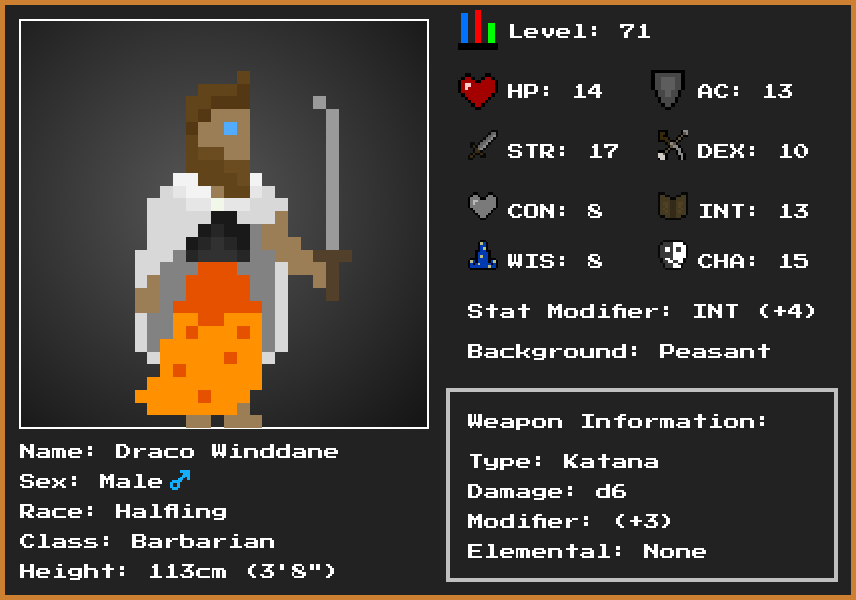 Level: 71
HP: 14
AC: 13
STR: 17
DEX: 10
CON: 8
INT: 13
WIS: 8
CHA: 15
Stat Modifier: INT (+4)
Background: Peasant
Weapon Information:
Type: Katana
Damage: d6
Modifier: (+3)
Elemental: None
Name: Draco Winddane
Sex: Male♂
Race: Halfling
Class: Barbarian
Height: 113cm (3'8")